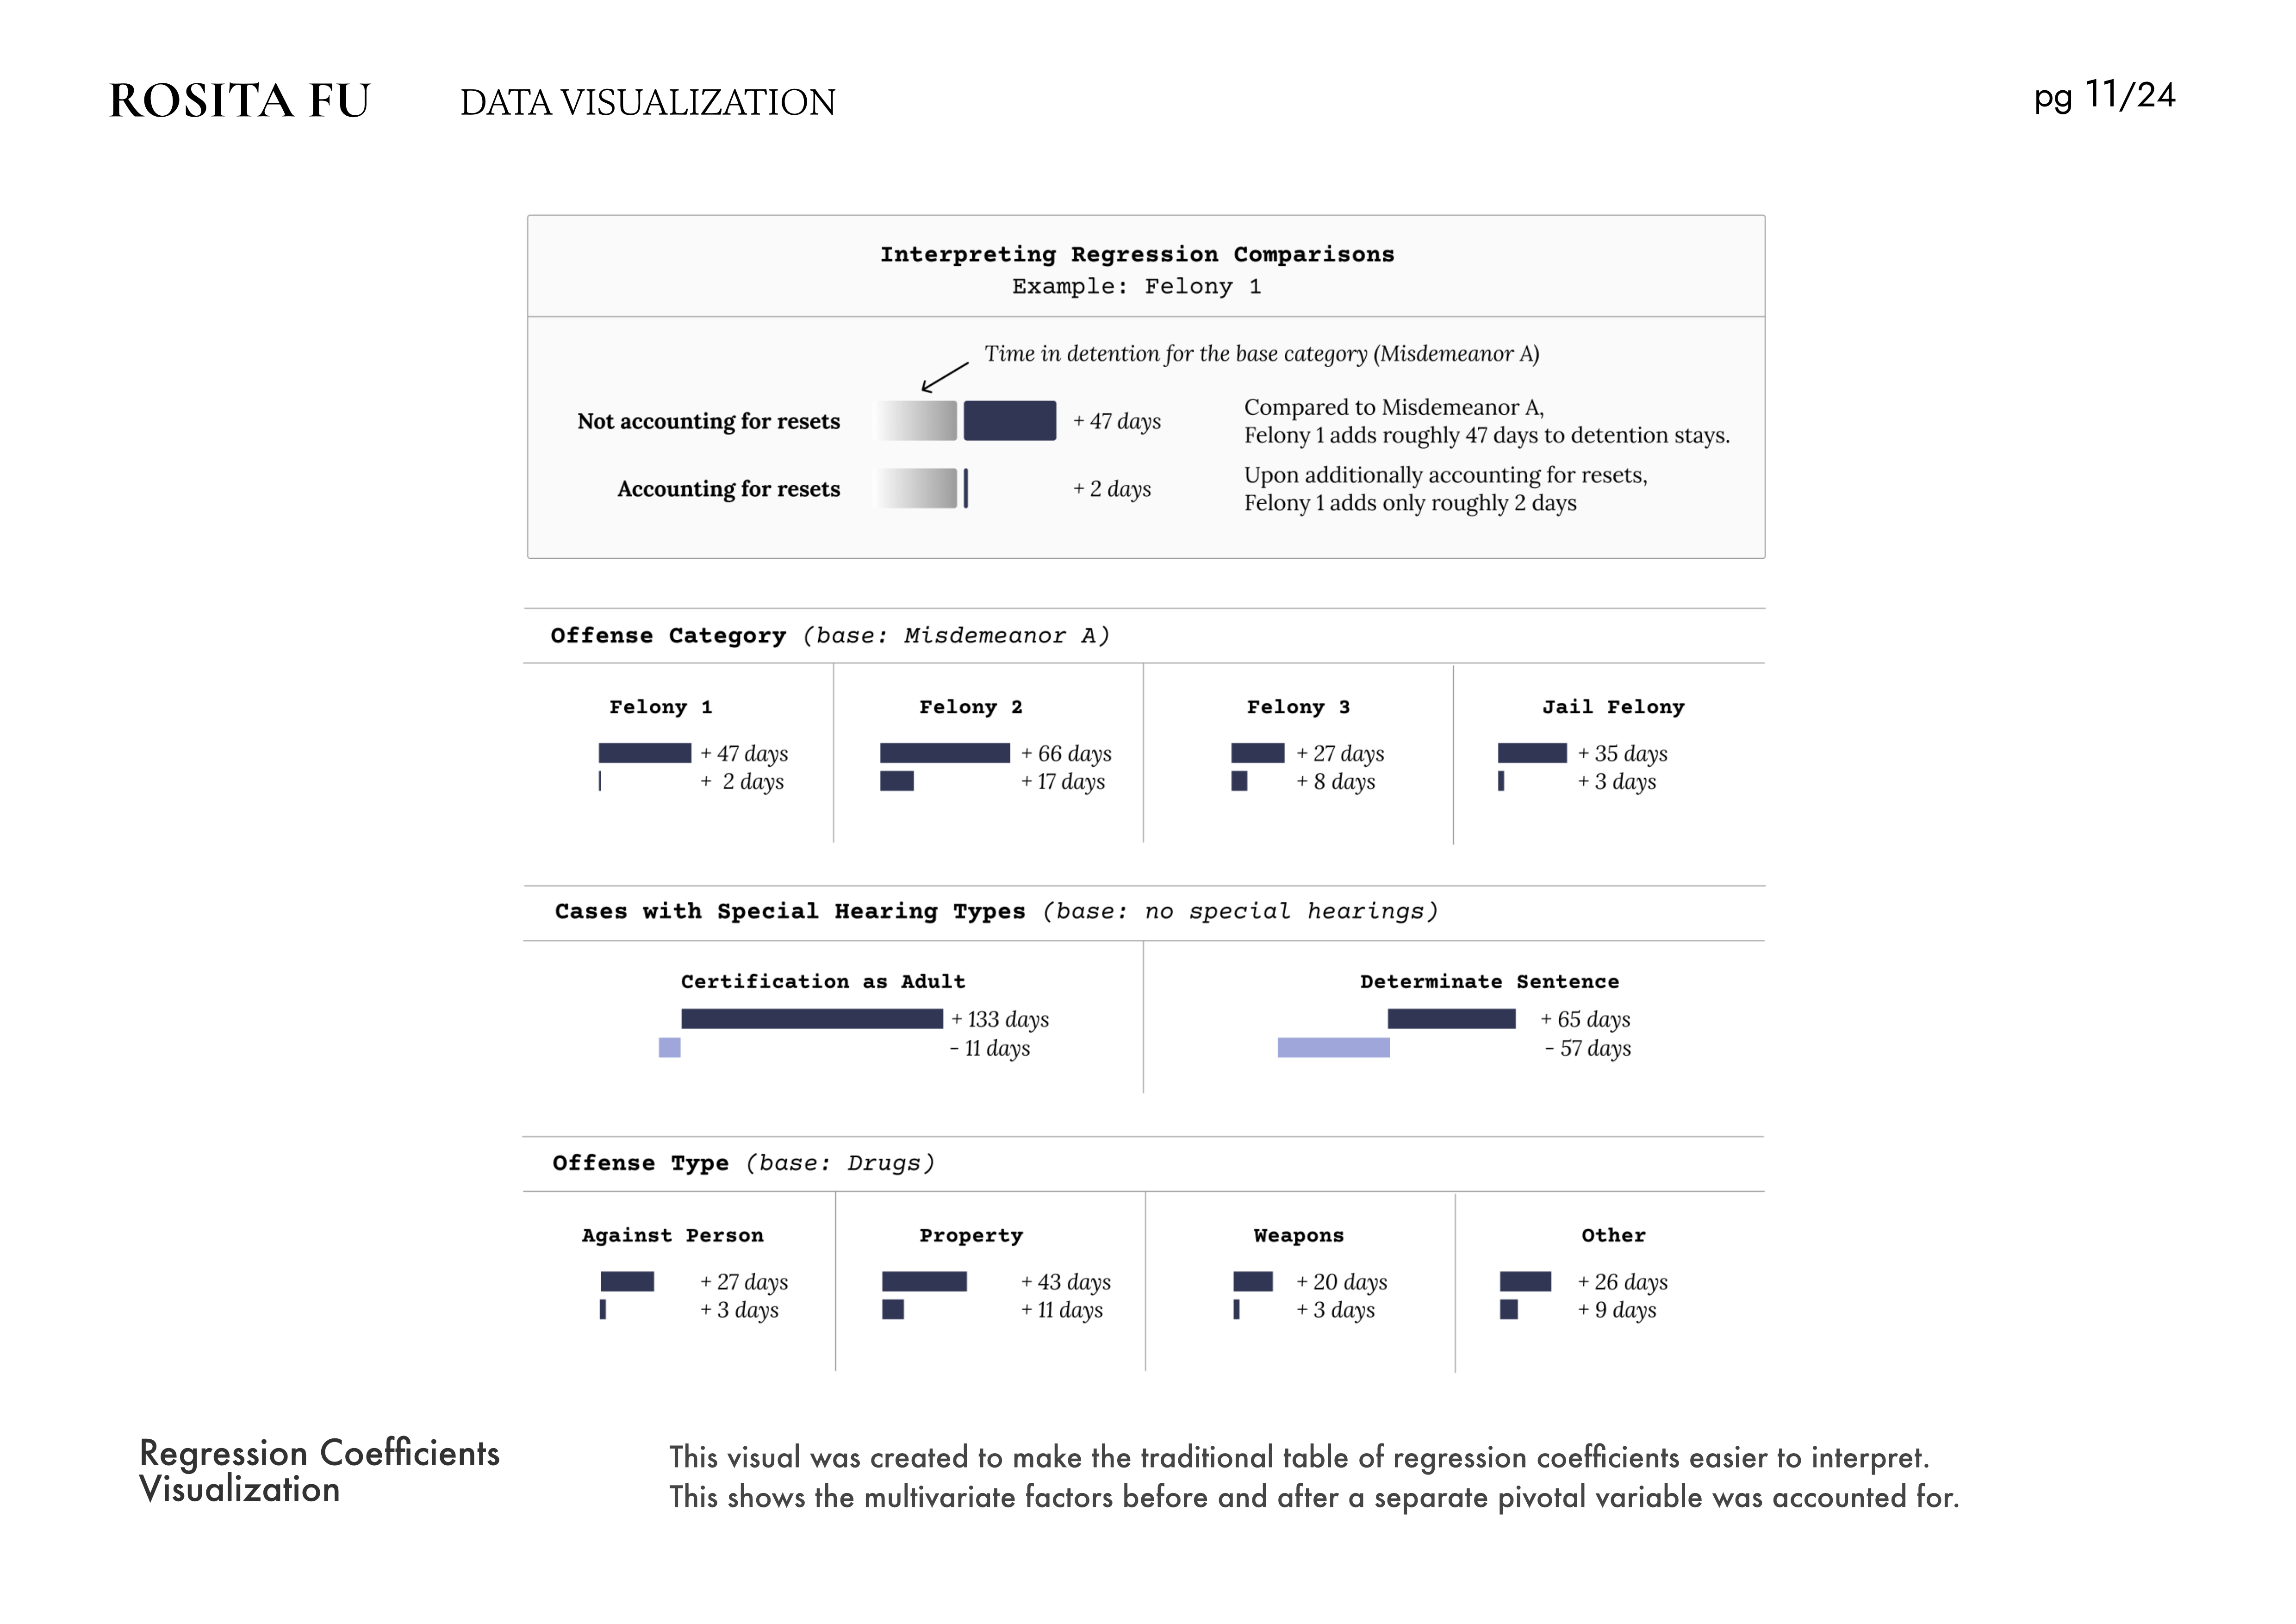 ROSITA FU DATA VISUALIZATION pg 11/24
Interpreting Regression Comparisons
Example: Felony 1
Time in detention for the base category (Misdemeanor A)
Not accounting for resets + 47 days Compared to Misdemeanor A,
Felony 1 adds roughly 47 days to detention stays.
Accounting for resets + 2 days Upon additionally accounting for resets,
Felony 1 adds only roughly 2 days
Offense Category (base: Misdemeanor A)
Felony 1
+ 47 days
+ 2 days
Felony 2
+ 66 days
+ 17 days
Felony 3
+ 27 days
+ 8 days
Jail Felony
+ 35 days
+ 3 days
Cases with Special Hearing Types (base: no special hearings)
Certification as Adult
+ 133 days
- 11 days
Determinate Sentence
+ 65 days
- 57 days
Offense Type (base: Drugs)
Against Person
+ 27 days
+ 3 days
Property
+ 43 days
+ 11 days
Weapons
+ 20 days
+ 3 days
Other
+ 26 days
+ 9 days
Regression Coefficients
Visualization
This visual was created to make the traditional table of regression coefficients easier to interpret.
This shows the multivariate factors before and after a separate pivotal variable was accounted for.